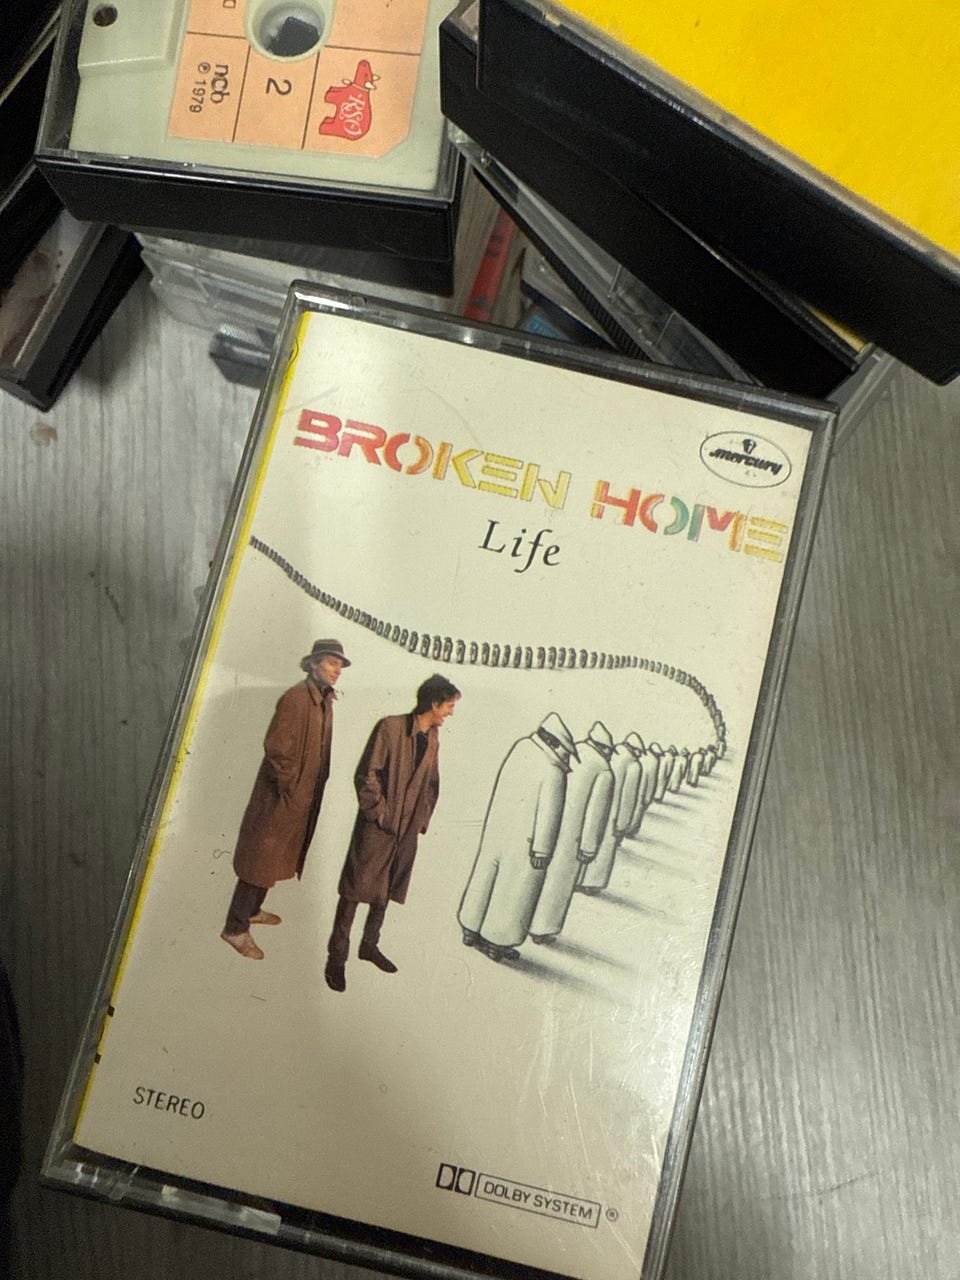 RSO
2
ncb
℗ 1979
mercury
BROKEN HOME
Life
STEREO
DOLBY SYSTEM ®